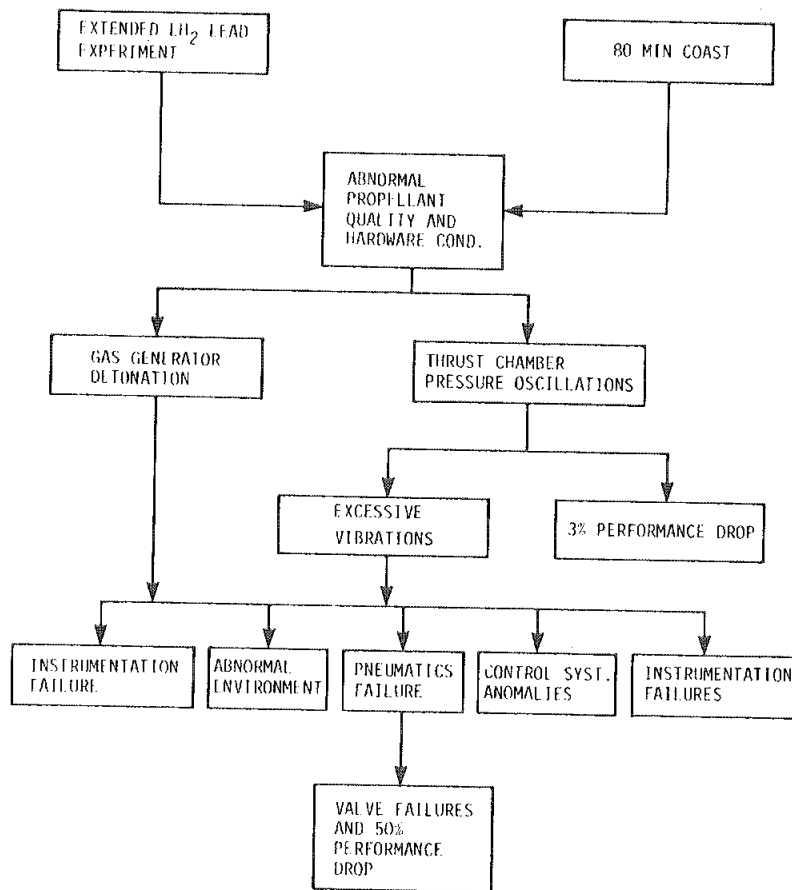 EXTENDED LH2 LEAD
EXPERIMENT
80 MIN COAST
ABNORMAL
PROPELLANT
QUALITY AND
HARDWARE COND.
GAS GENERATOR
DETONATION
THRUST CHAMBER
PRESSURE OSCILLATIONS
EXCESSIVE
VIBRATIONS
3% PERFORMANCE DROP
INSTRUMENTATION
FAILURE
ABNORMAL
ENVIRONMENT
PNEUMATICS
FAILURE
CONTROL SYST.
ANOMALIES
INSTRUMENTATION
FAILURES
VALVE FAILURES
AND 50%
PERFORMANCE
DROP